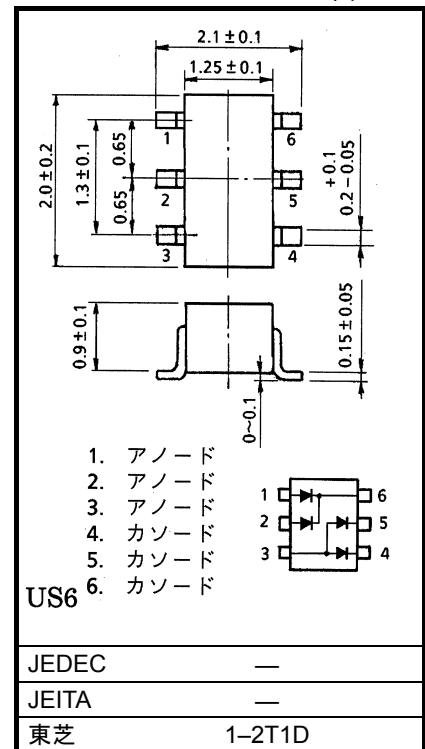 2.1±0.1
1.25±0.1
2.0±0.2
1.3±0.1
0.65
0.65
1
2
3
6
5
4
+0.1
0.2-0.05
0.9±0.1
0.15±0.05
0~0.1
1. アノード
2. アノード
3. アノード
4. カソード
5. カソード
6. カソード
US6
1 6
2 5
3 4
JEDEC —
JEITA —
東芝 1–2T1D